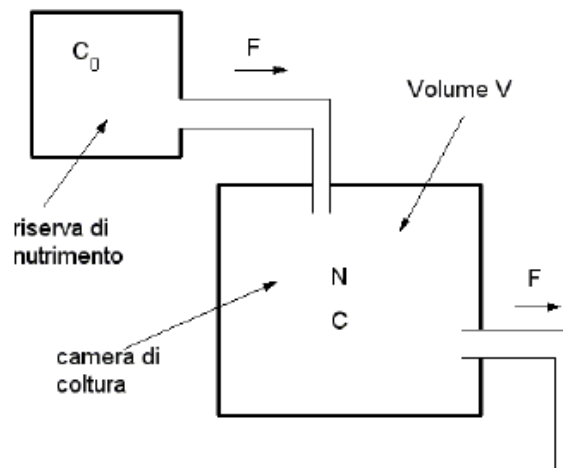 C₀
F
Volume V
riserva di
nutrimento
N
F
C
camera di
coltura